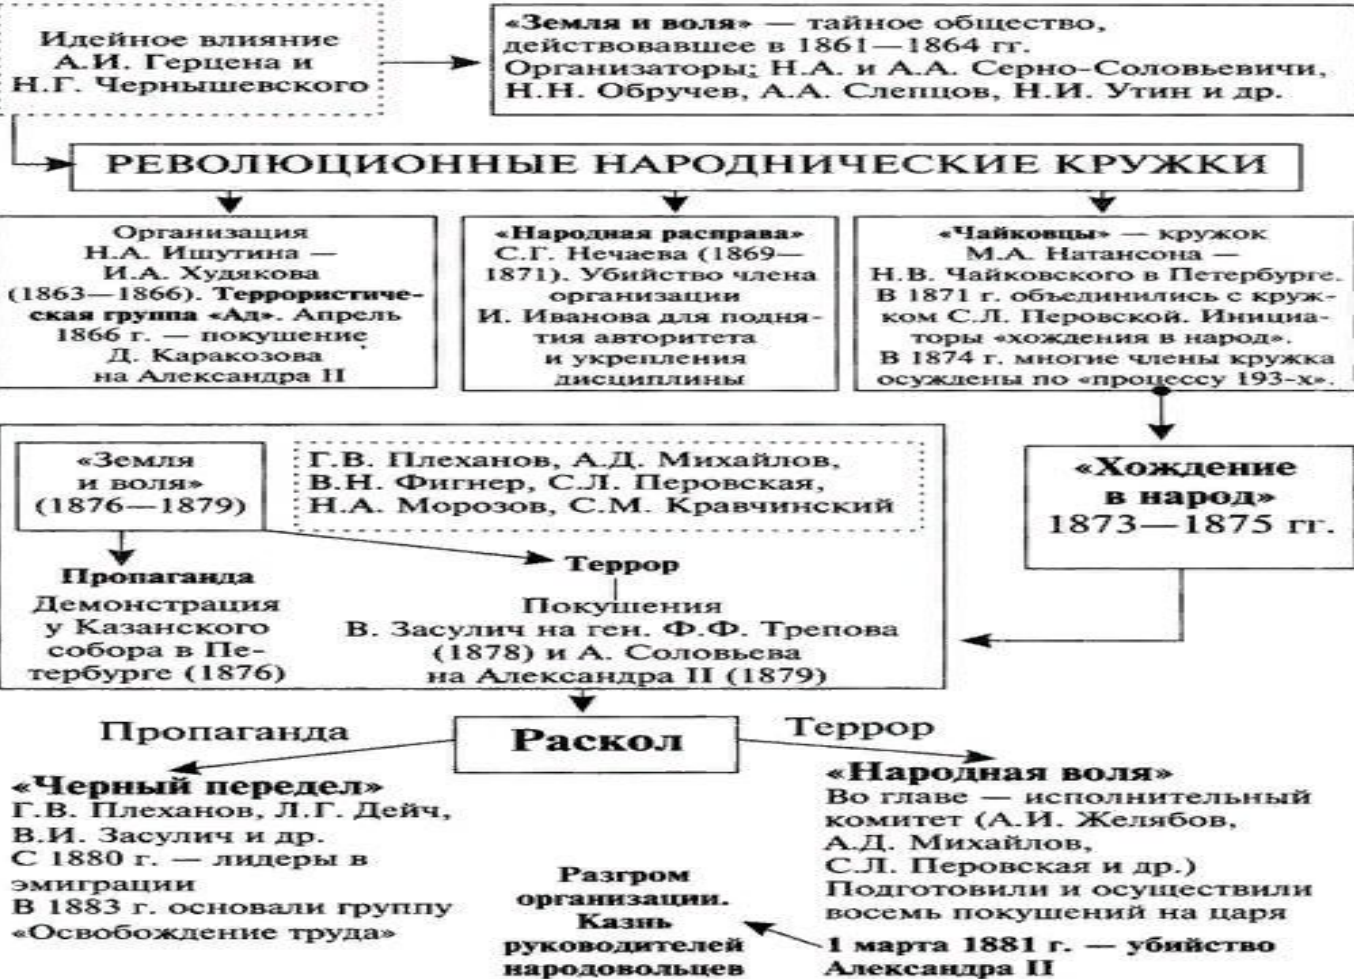 Идейное влияние
А.И. Герцена и
Н.Г. Чернышевского
«Земля и воля» — тайное общество,
действовавшее в 1861—1864 гг.
Организаторы: Н.А. и А.А. Серно-Соловьевичи,
Н.Н. Обручев, А.А. Слепцов, Н.И. Утин и др.
РЕВОЛЮЦИОННЫЕ НАРОДНИЧЕСКИЕ КРУЖКИ
Организация
Н.А. Ишутина —
И.А. Худякова
(1863—1866). Террористиче-
ская группа «Ад». Апрель
1866 г. — покушение
Д. Каракозова
на Александра II
«Народная расправа»
С.Г. Нечаева (1869—
1871). Убийство члена
организации
И. Иванова для подня-
тия авторитета
и укрепления
дисциплины
«Чайковцы» — кружок
М.А. Натансона —
Н.В. Чайковского в Петербурге.
В 1871 г. объединились с круж-
ком С.Л. Перовской. Инициа-
торы «хождения в народ».
В 1874 г. многие члены кружка
осуждены по «процессу 193-х».
«Земля
и воля»
(1876—1879)
Г.В. Плеханов, А.Д. Михайлов,
В.Н. Фигнер, С.Л. Перовская,
Н.А. Морозов, С.М. Кравчинский
«Хождение
в народ»
1873—1875 гг.
Пропаганда
Демонстрация
у Казанского
собора в Пе-
тербурге (1876)
Террор
Покушения
В. Засулич на ген. Ф.Ф. Трепова
(1878) и А. Соловьева
на Александра II (1879)
Пропаганда
Раскол
Террор
«Черный передел»
Г.В. Плеханов, Л.Г. Дейч,
В.И. Засулич и др.
С 1880 г. — лидеры в
эмиграции
В 1883 г. основали группу
«Освобождение труда»
«Народная воля»
Во главе — исполнительный
комитет (А.И. Желябов,
А.Д. Михайлов,
С.Л. Перовская и др.)
Подготовили и осуществили
восемь покушений на царя
1 марта 1881 г. — убийство
Александра II
Разгром
организации.
Казнь
руководителей
народовольцев